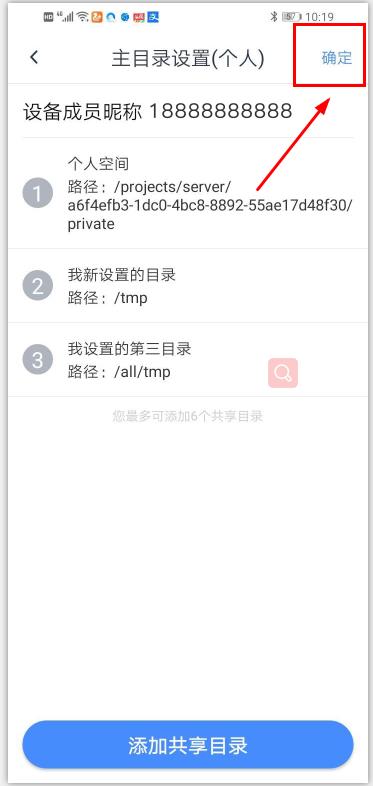 HD 4G 57 10:19
主目录设置(个人) 确定
设备成员昵称 18888888888
1 个人空间
路径：/projects/server/
a6f4efb3-1dc0-4bc8-8892-55ae17d48f30/
private
2 我新设置的目录
路径：/tmp
3 我设置的第三目录
路径：/all/tmp
您最多可添加6个共享目录
添加共享目录